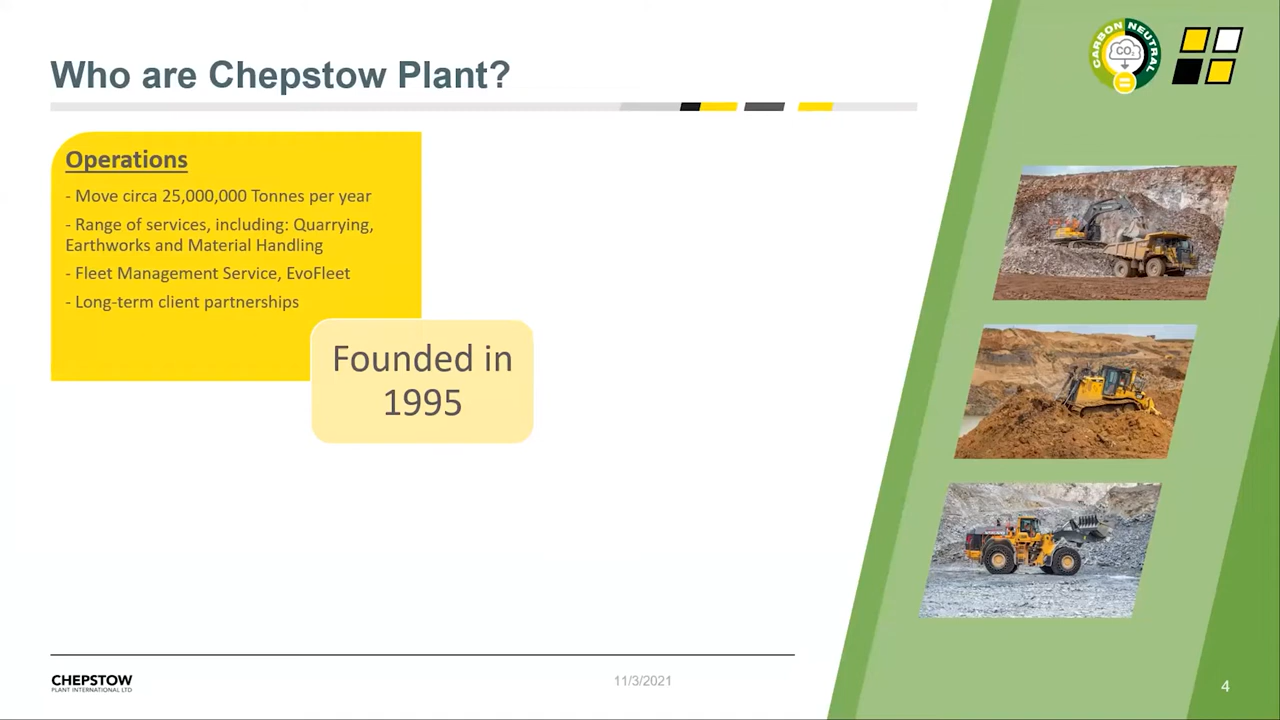 Who are Chepstow Plant?
CARBON NEUTRAL
CO2
Operations
- Move circa 25,000,000 Tonnes per year
- Range of services, including: Quarrying,
Earthworks and Material Handling
- Fleet Management Service, EvoFleet
- Long-term client partnerships
Founded in
1995
CHEPSTOW
PLANT INTERNATIONAL LTD
11/3/2021
4